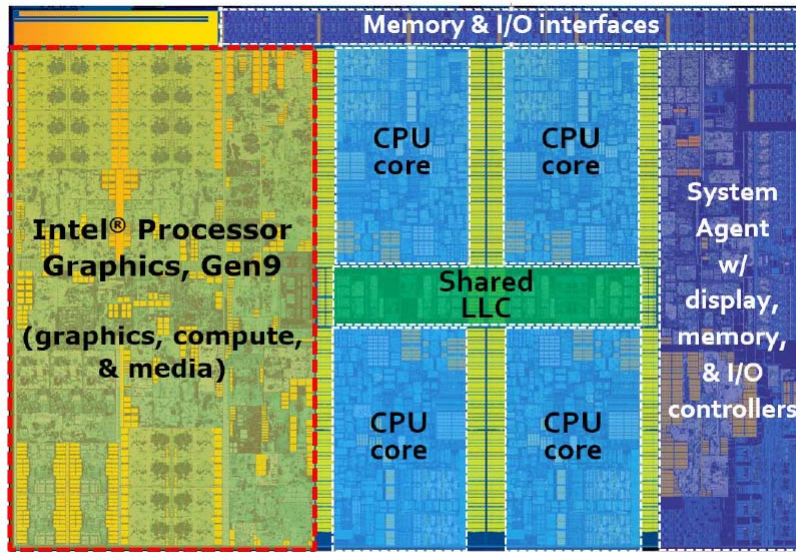 Memory & I/O interfaces
Intel® Processor
Graphics, Gen9
(graphics, compute,
& media)
CPU
core
CPU
core
Shared
LLC
CPU
core
CPU
core
System
Agent
w/
display,
memory,
& I/O
controllers